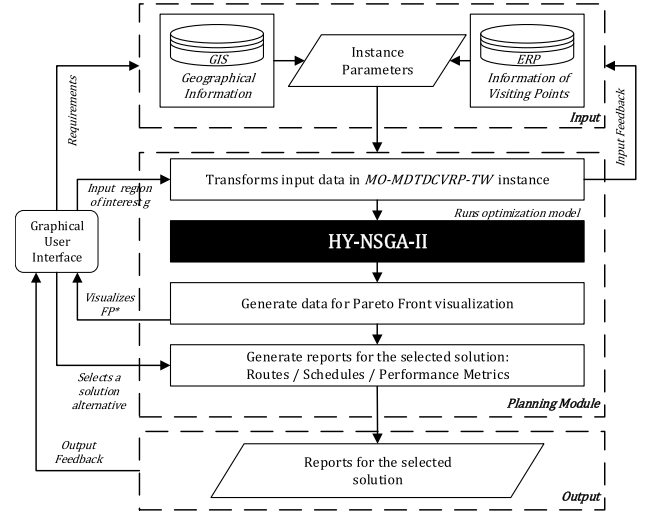 GIS
Geographical
Information
Instance
Parameters
ERP
Information of
Visiting Points
Input
Requirements
Input Feedback
Input region
of interest g
Transforms input data in MO-MDTDCVRP-TW instance
Runs optimization model
HY-NSGA-II
Graphical
User
Interface
Visualizes
FP*
Generate data for Pareto Front visualization
Generate reports for the selected solution:
Routes / Schedules / Performance Metrics
Selects a
solution
alternative
Planning Module
Output
Feedback
Reports for the selected
solution
Output